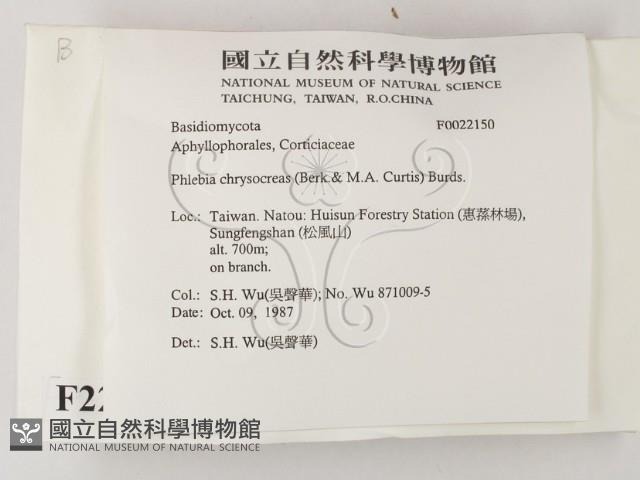 B
國立自然科學博物館
NATIONAL MUSEUM OF NATURAL SCIENCE
TAICHUNG, TAIWAN, R.O.CHINA
Basidiomycota F0022150
Aphyllophorales, Corticiaceae
Phlebia chrysocreas (Berk.& M.A. Curtis) Burds.
Loc.: Taiwan. Natou: Huisun Forestry Station (惠蓀林場),
Sungfengshan (松風山)
alt. 700m;
on branch.
Col.: S.H. Wu(吳聲華); No. Wu 871009-5
Date: Oct. 09, 1987
Det.: S.H. Wu(吳聲華)
國立自然科學博物館
NATIONAL MUSEUM OF NATURAL SCIENCE